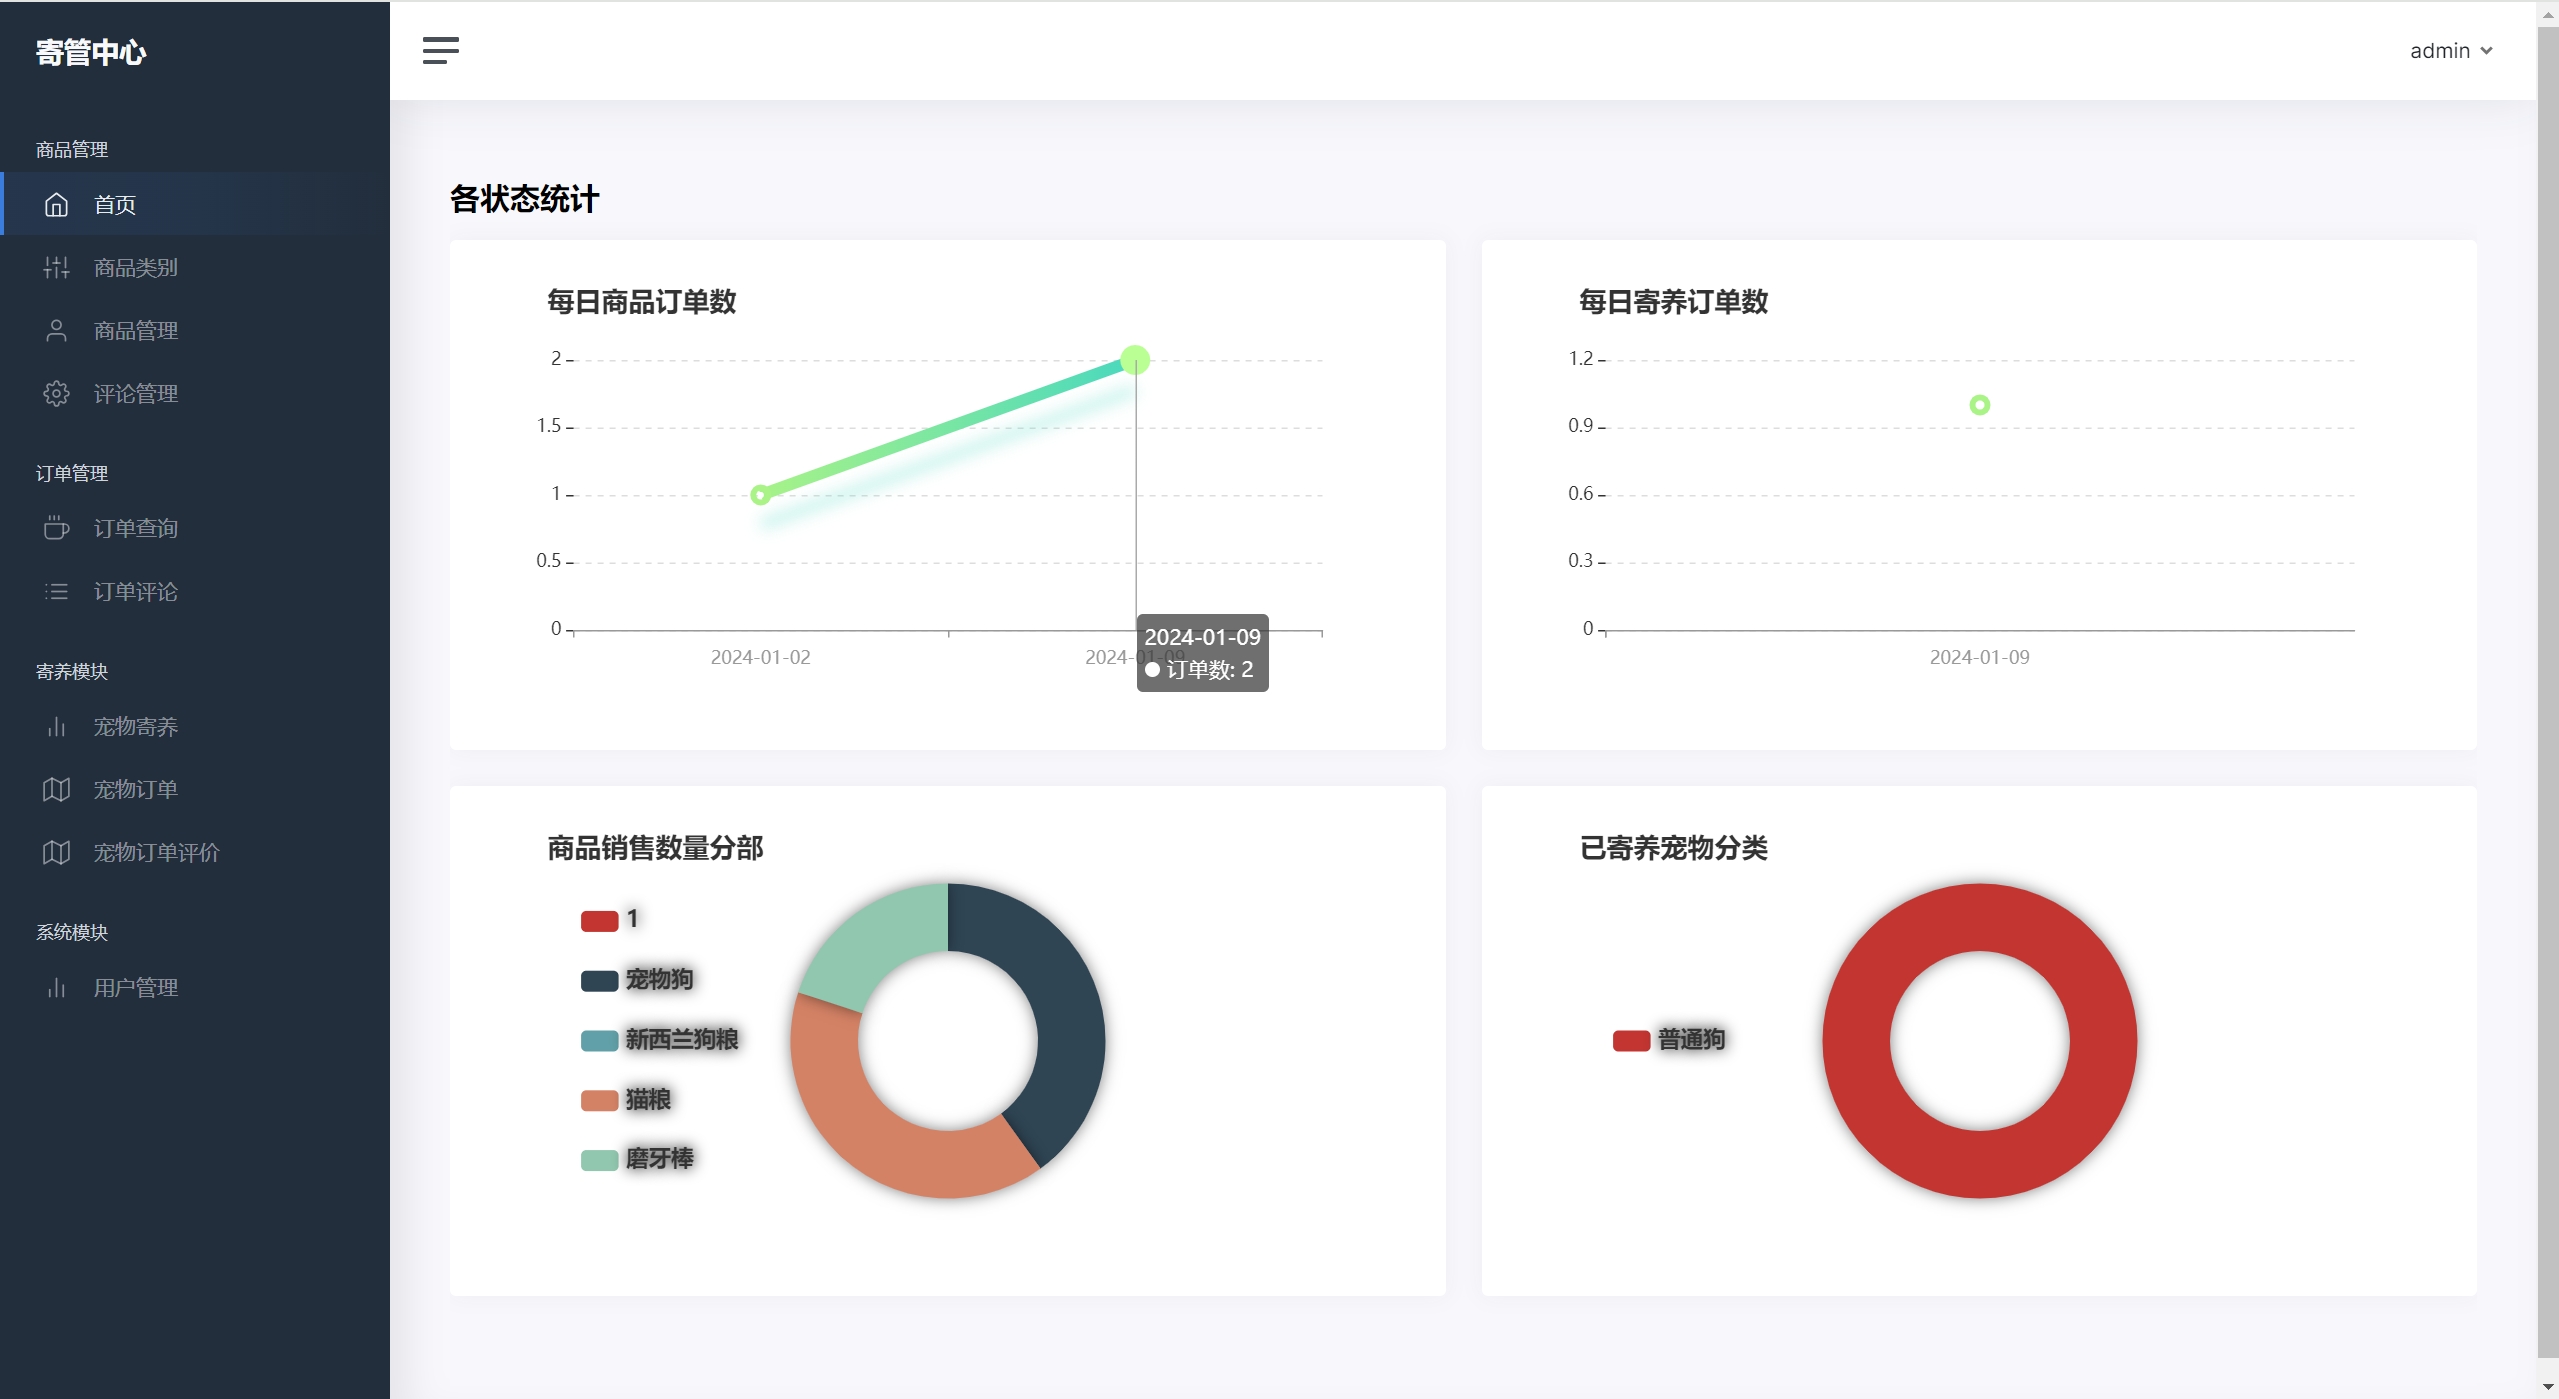 寄管中心
admin
商品管理
首页
商品类别
商品管理
评论管理
订单管理
订单查询
订单评论
寄养模块
宠物寄养
宠物订单
宠物订单评价
系统模块
用户管理
各状态统计
每日商品订单数
2
1.5
1
0.5
0
2024-01-02
2024-01-09
2024-01-09
订单数: 2
每日寄养订单数
1.2
0.9
0.6
0.3
0
2024-01-09
商品销售数量分部
1
宠物狗
新西兰狗粮
猫粮
磨牙棒
已寄养宠物分类
普通狗